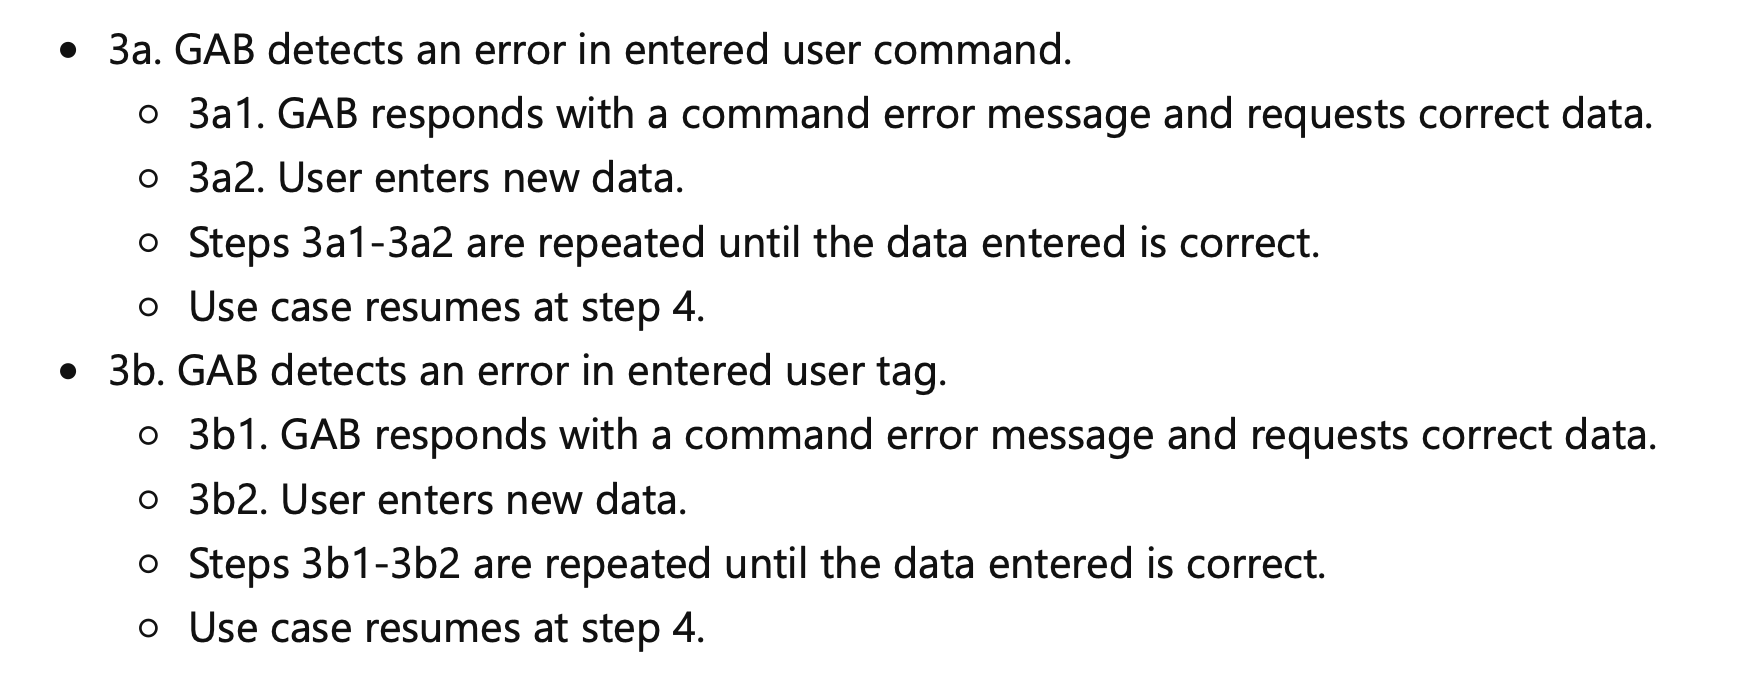 • 3a. GAB detects an error in entered user command.
◦ 3a1. GAB responds with a command error message and requests correct data.
◦ 3a2. User enters new data.
◦ Steps 3a1-3a2 are repeated until the data entered is correct.
◦ Use case resumes at step 4.
• 3b. GAB detects an error in entered user tag.
◦ 3b1. GAB responds with a command error message and requests correct data.
◦ 3b2. User enters new data.
◦ Steps 3b1-3b2 are repeated until the data entered is correct.
◦ Use case resumes at step 4.